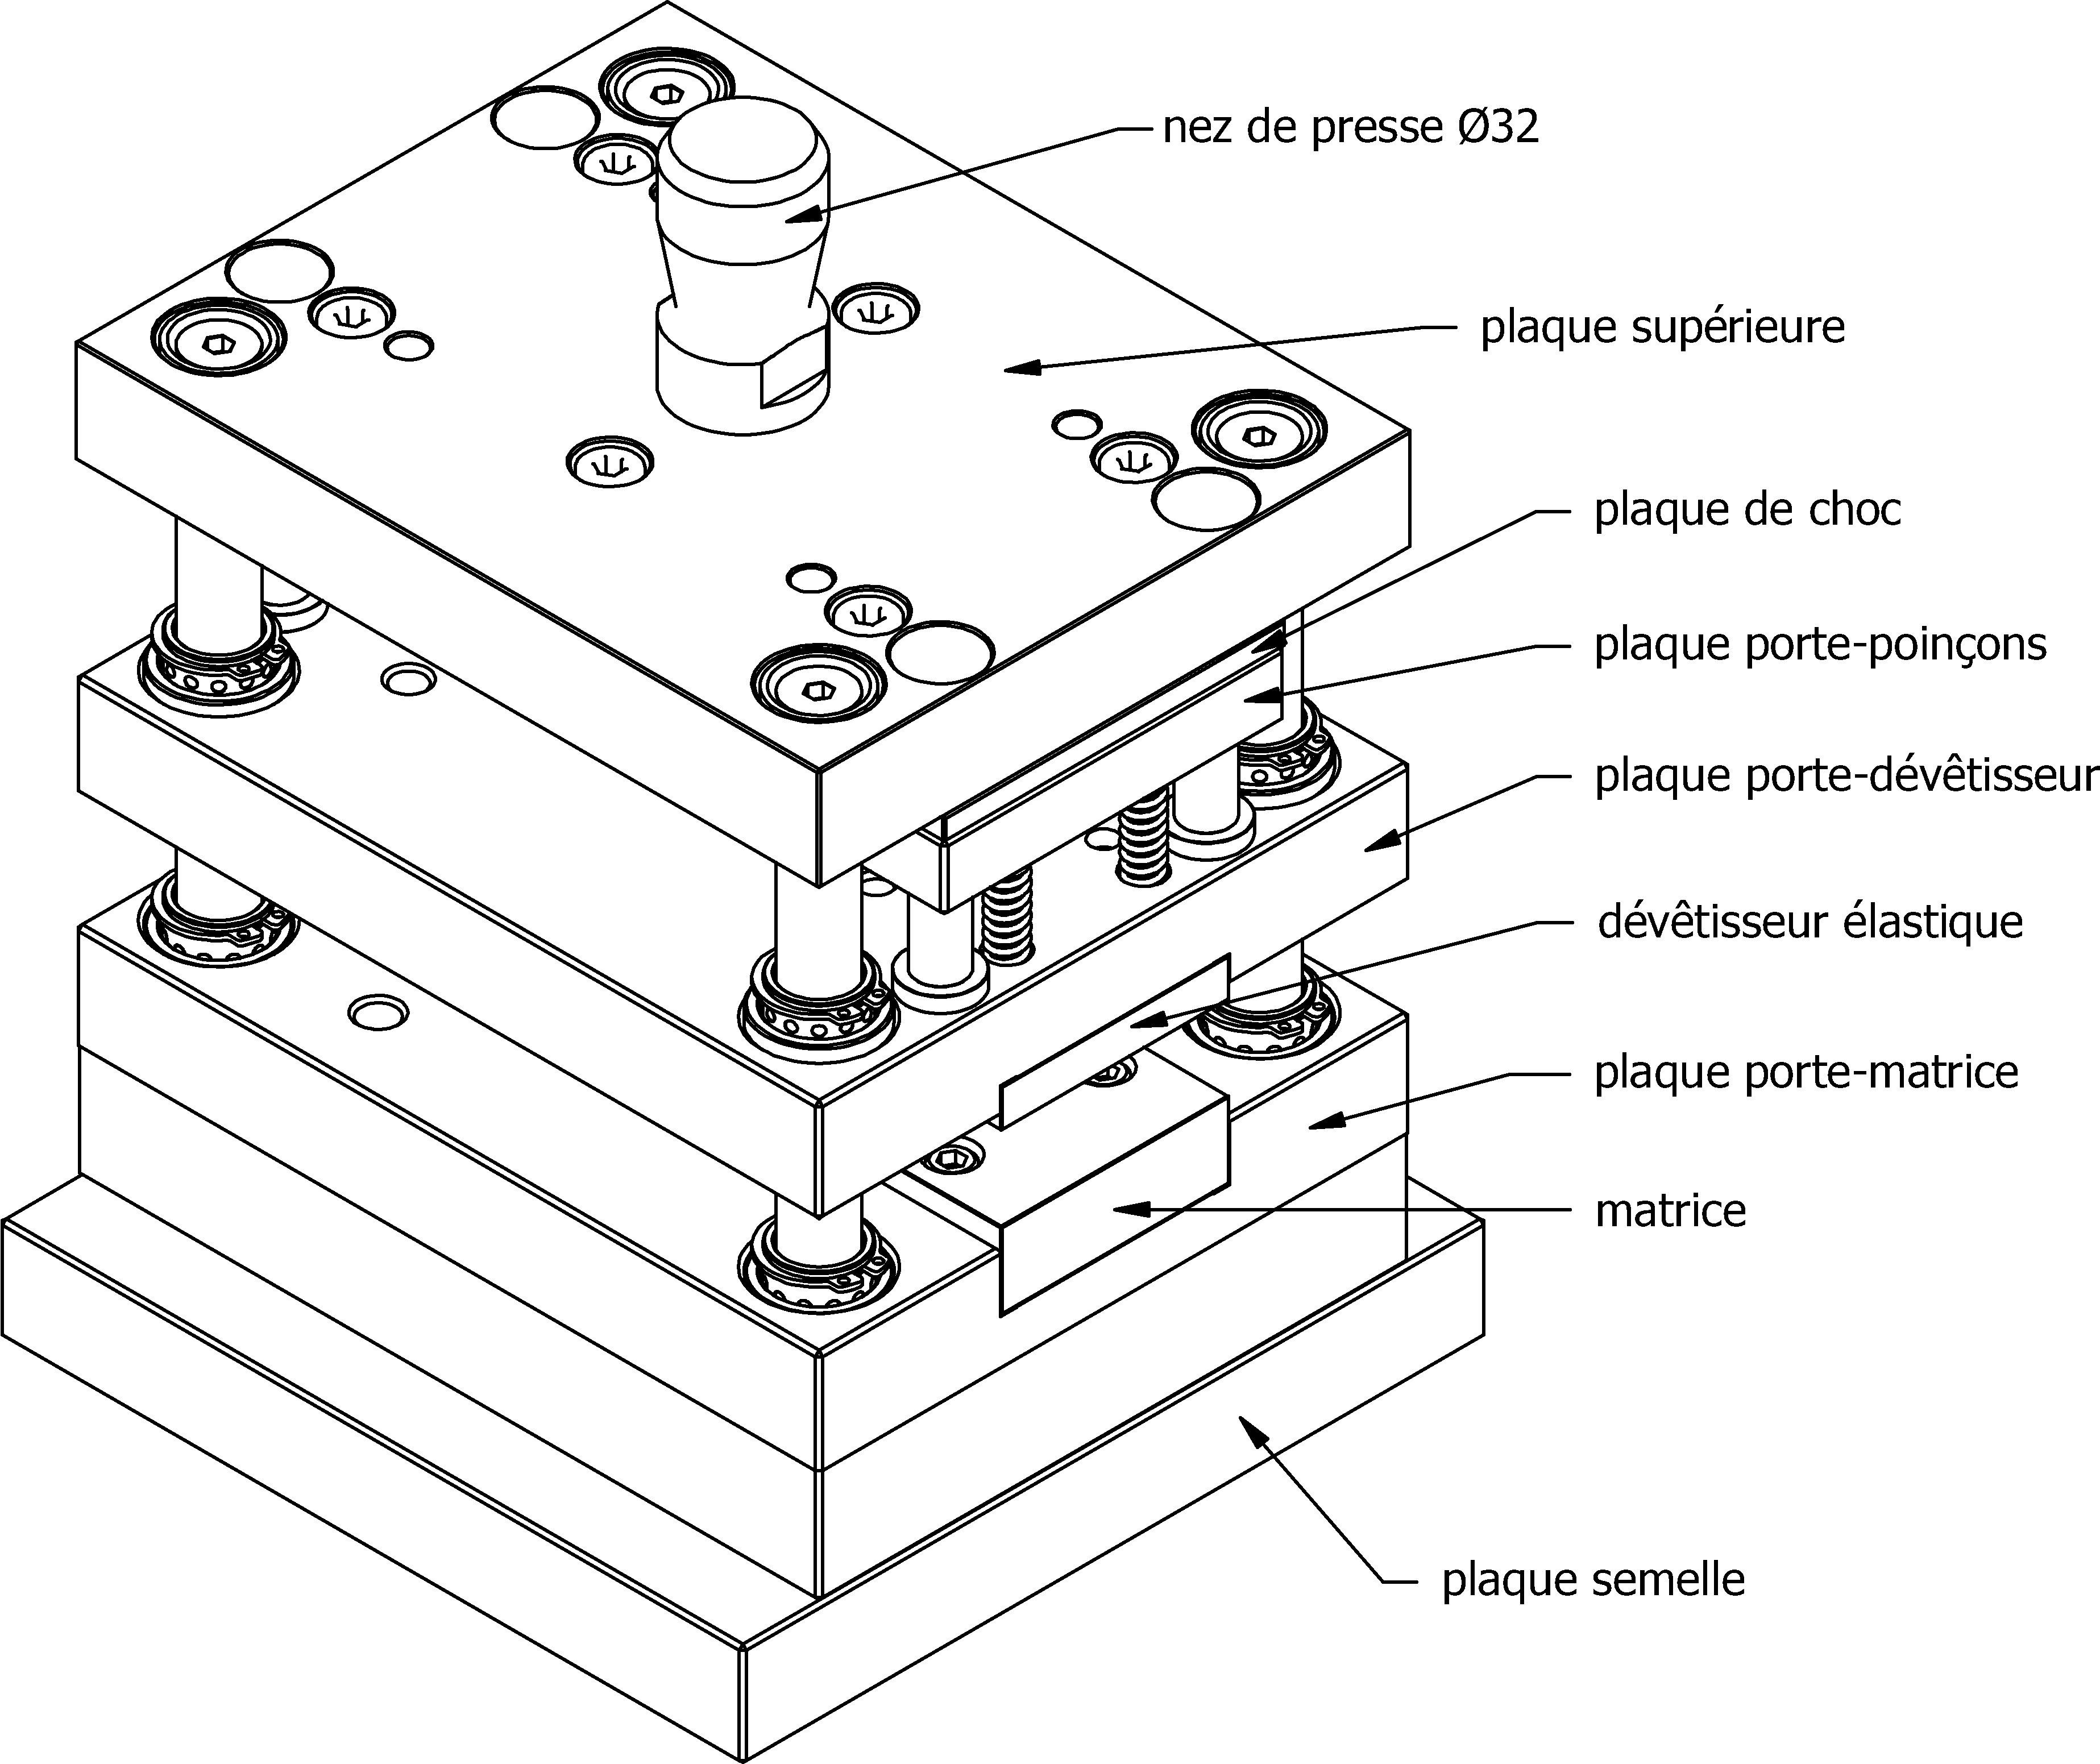 nez de presse Ø32
plaque supérieure
plaque de choc
plaque porte-poinçons
plaque porte-dévêtisseur
dévêtisseur élastique
plaque porte-matrice
matrice
plaque semelle